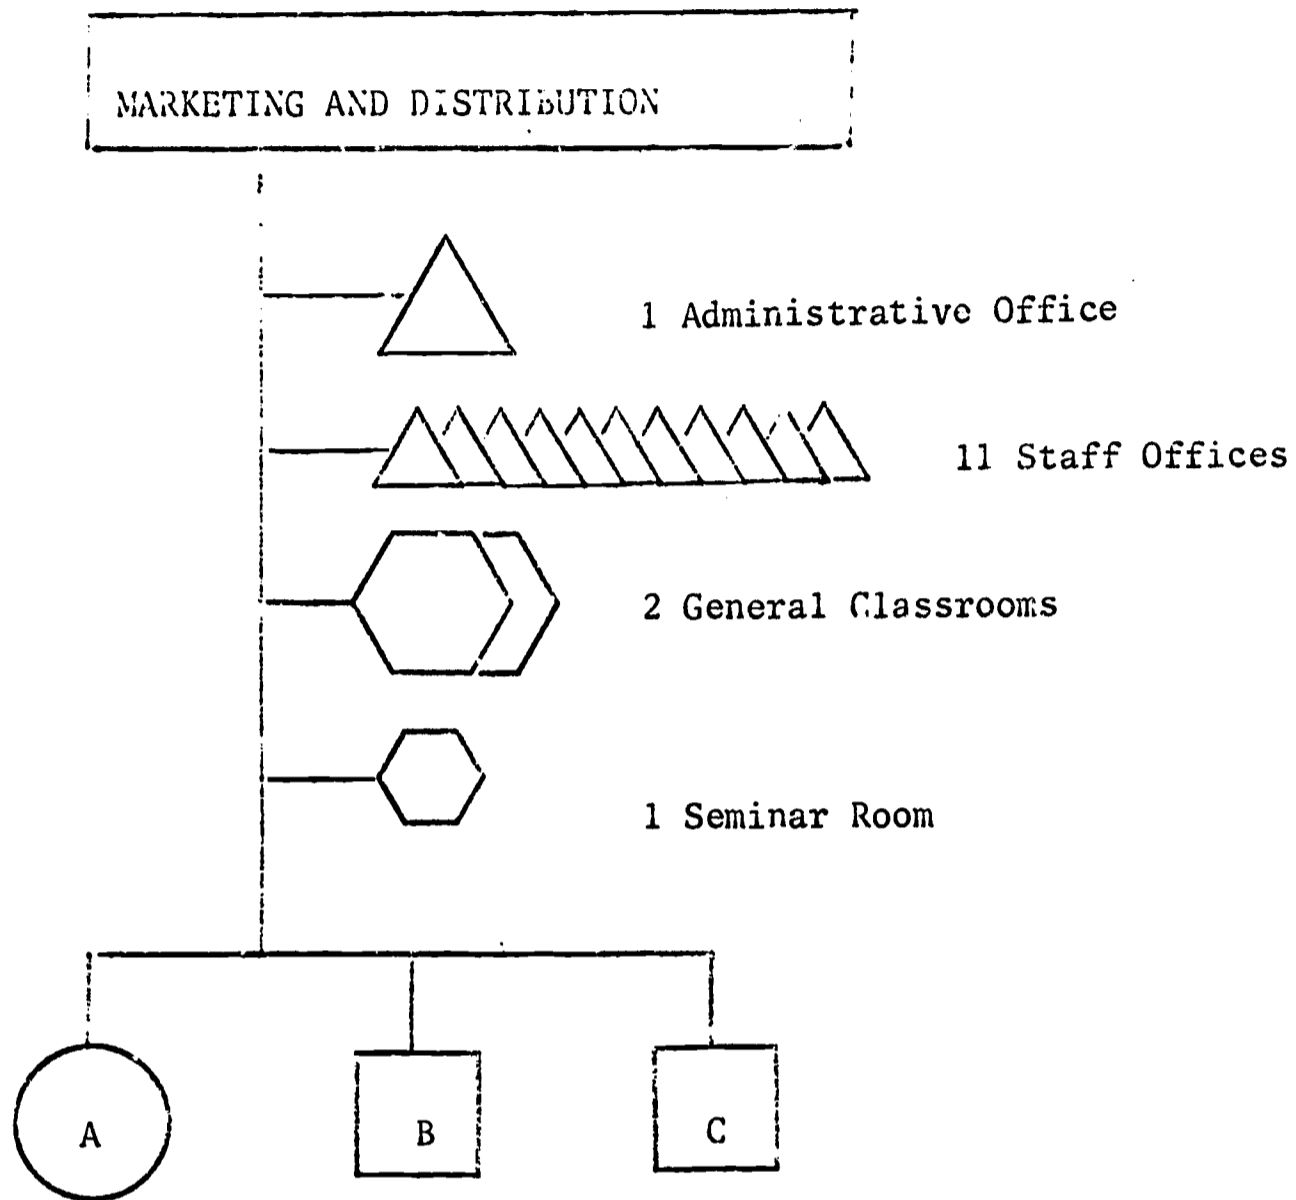 MARKETING AND DISTRIBUTION
1 Administrative Office
11 Staff Offices
2 General Classrooms
1 Seminar Room
A B C